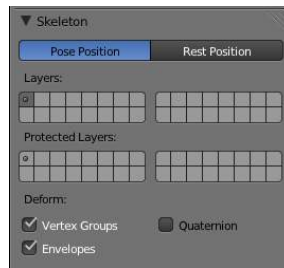 Skeleton
Pose Position Rest Position
Layers:
Protected Layers:
Deform:
Vertex Groups Quaternion
Envelopes